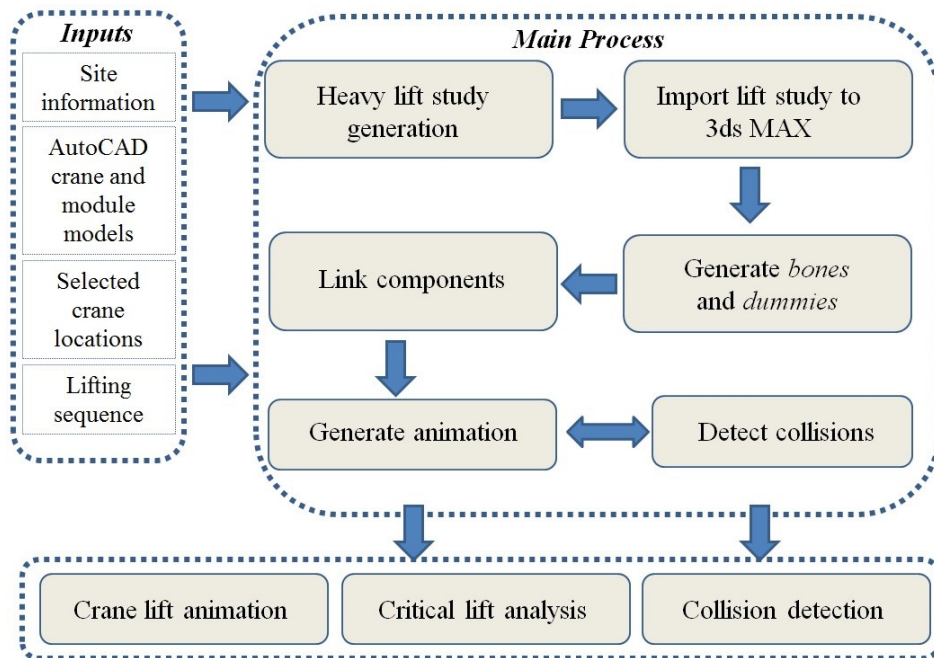 Inputs
Site
information
AutoCAD
crane and
module
models
Selected
crane
locations
Lifting
sequence
Main Process
Heavy lift study
generation
Import lift study to
3ds MAX
Link components
Generate bones
and dummies
Generate animation
Detect collisions
Crane lift animation
Critical lift analysis
Collision detection